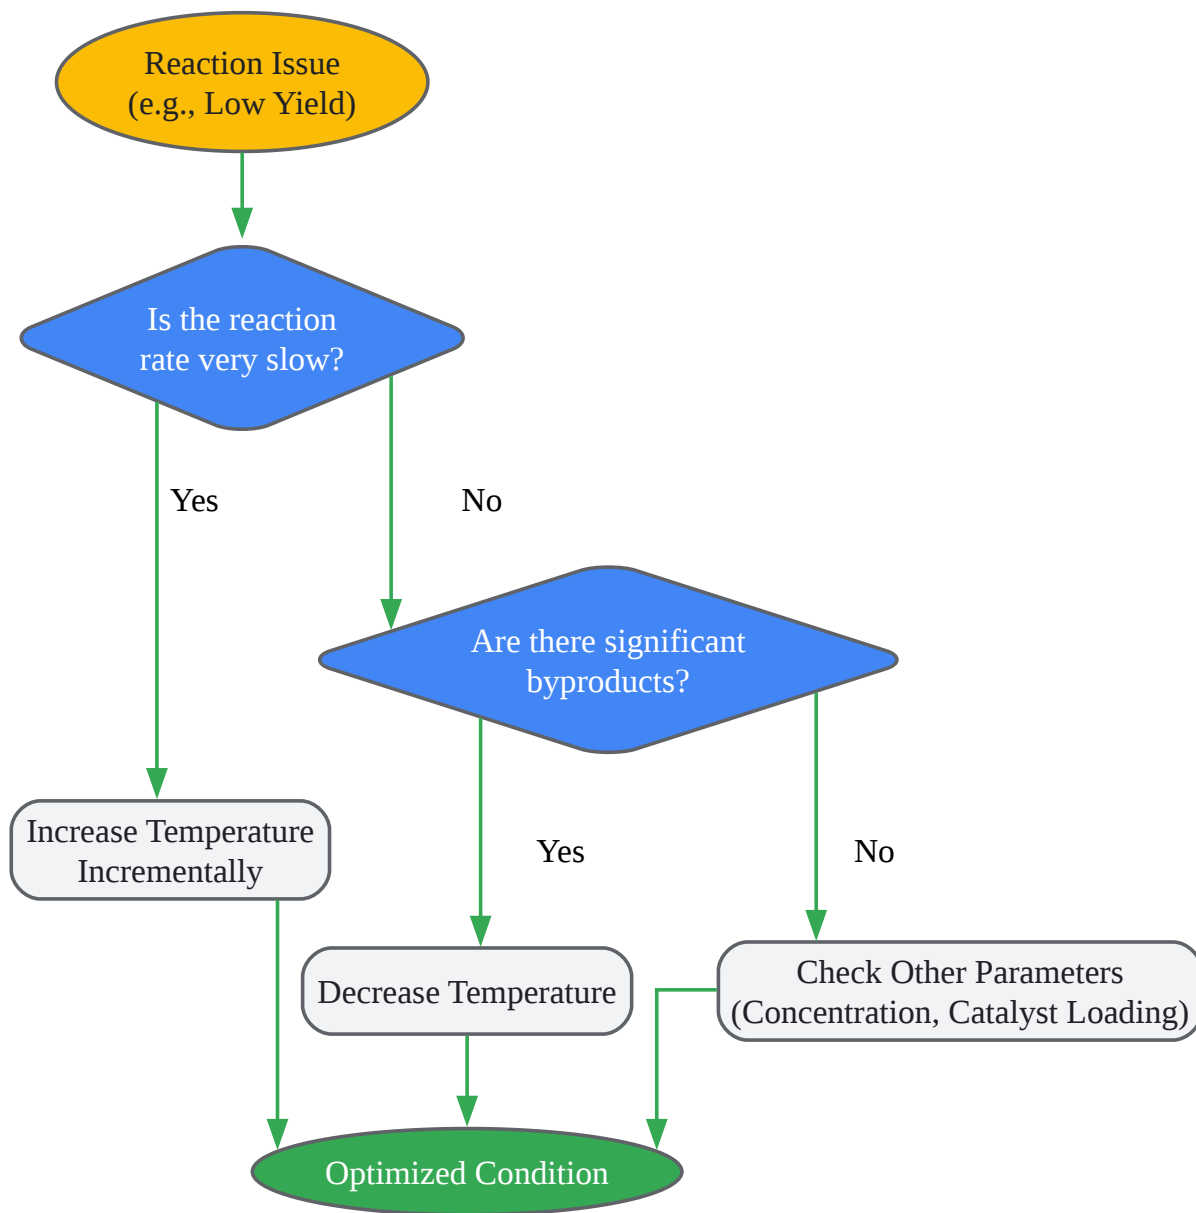 Reaction Issue
(e.g., Low Yield)
Is the reaction
rate very slow?
Yes
No
Are there significant
byproducts?
Increase Temperature
Incrementally
Yes
No
Decrease Temperature
Check Other Parameters
(Concentration, Catalyst Loading)
Optimized Condition